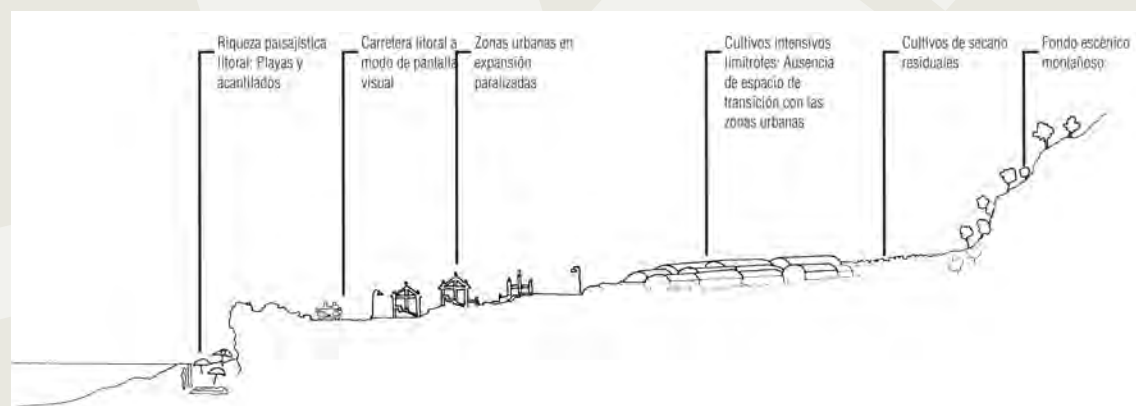 Riqueza paisajística
litoral: Playas y
acantilados
Carretera litoral a
modo de pantalla
visual
Zonas urbanas en
expansión
paralizadas
Cultivos intensivos
limítrofes: Ausencia
de espacio de
transición con las
zonas urbanas
Cultivos de secano
residuales
Fondo escénico
montañoso